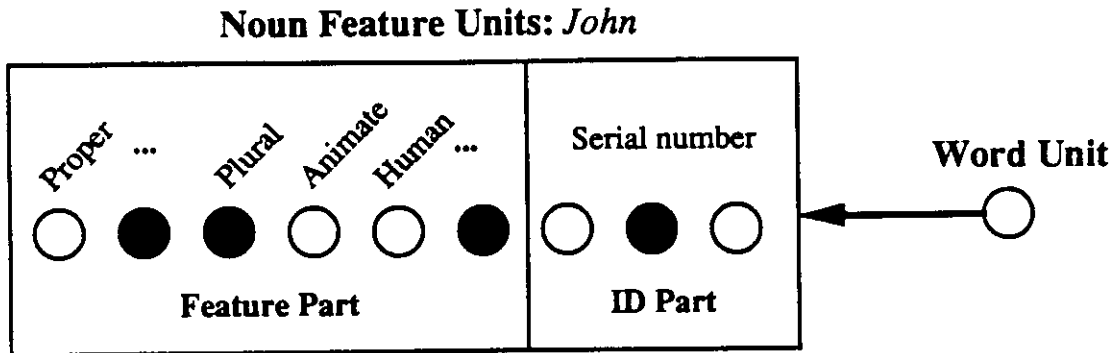 Noun Feature Units: John
Proper ... Plural Animate Human ...
Serial number
Word Unit
Feature Part
ID Part